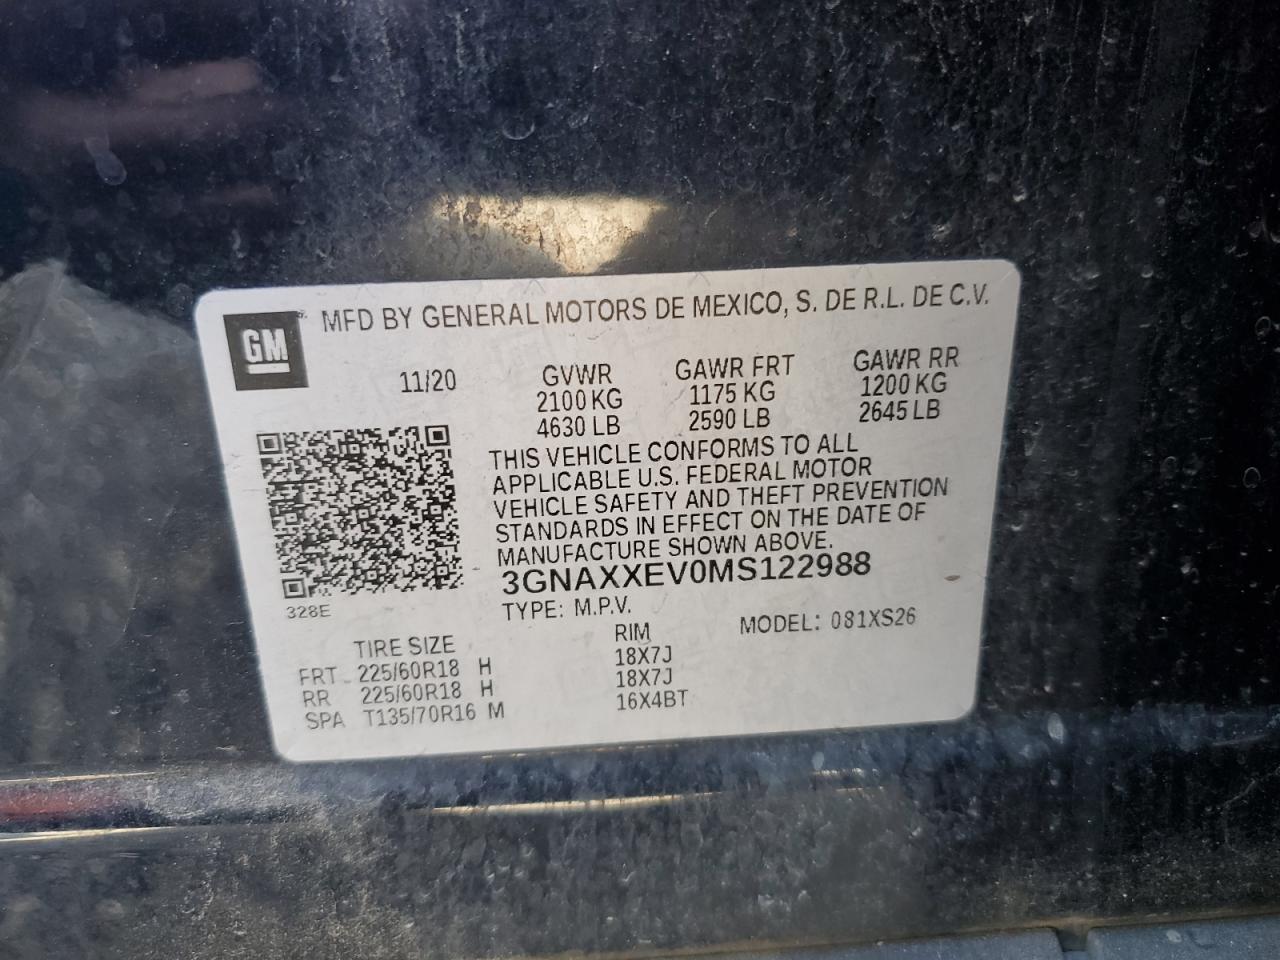 GM
MFD BY GENERAL MOTORS DE MEXICO, S. DE R.L. DE C.V.
11/20 GVWR GAWR FRT GAWR RR
2100 KG 1175 KG 1200 KG
4630 LB 2590 LB 2645 LB
THIS VEHICLE CONFORMS TO ALL
APPLICABLE U.S. FEDERAL MOTOR
VEHICLE SAFETY AND THEFT PREVENTION
STANDARDS IN EFFECT ON THE DATE OF
MANUFACTURE SHOWN ABOVE.
3GNAXXEV0MS122988
328E
TYPE: M.P.V. MODEL: 081XS26
TIRE SIZE RIM
FRT 225/60R18 H 18X7J
RR 225/60R18 H 18X7J
SPA T135/70R16 M 16X4BT